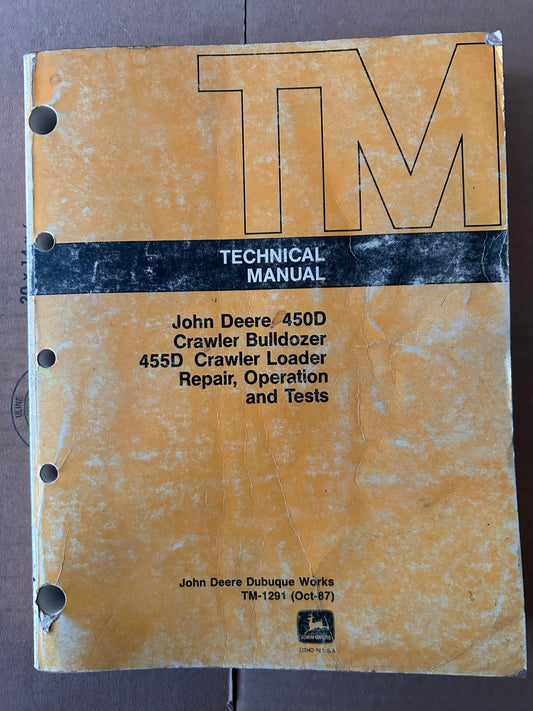 TM
TECHNICAL
MANUAL
John Deere 450D
Crawler Bulldozer
455D Crawler Loader
Repair, Operation
and Tests
John Deere Dubuque Works
TM-1291 (Oct-87)
JOHN DEERE
LITHO IN U.S.A
ULINE